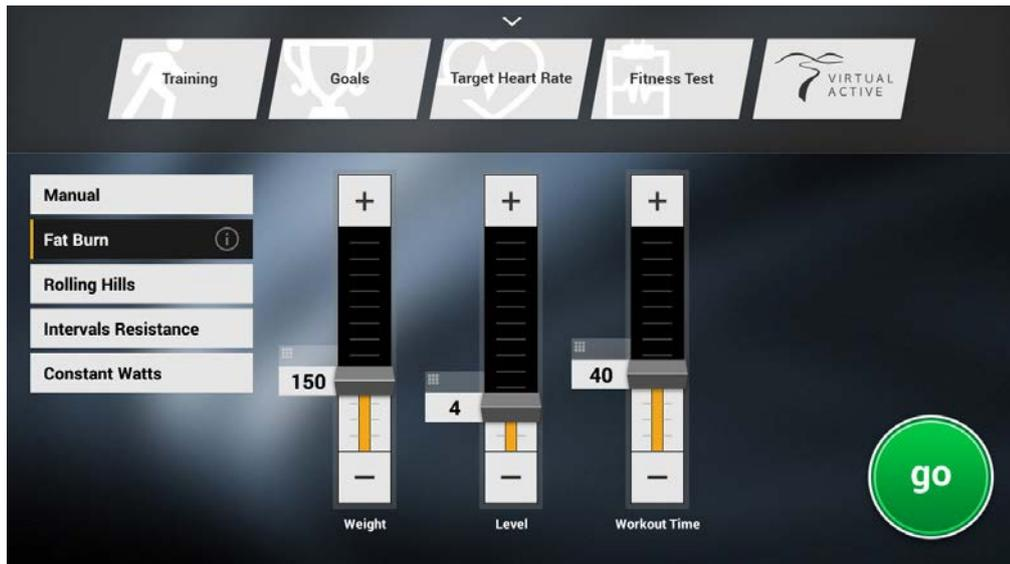 Training
Goals
Target Heart Rate
Fitness Test
VIRTUAL
ACTIVE
Manual
Fat Burn
i
Rolling Hills
Intervals Resistance
Constant Watts
+
+
+
150
4
40
−
−
−
Weight
Level
Workout Time
go